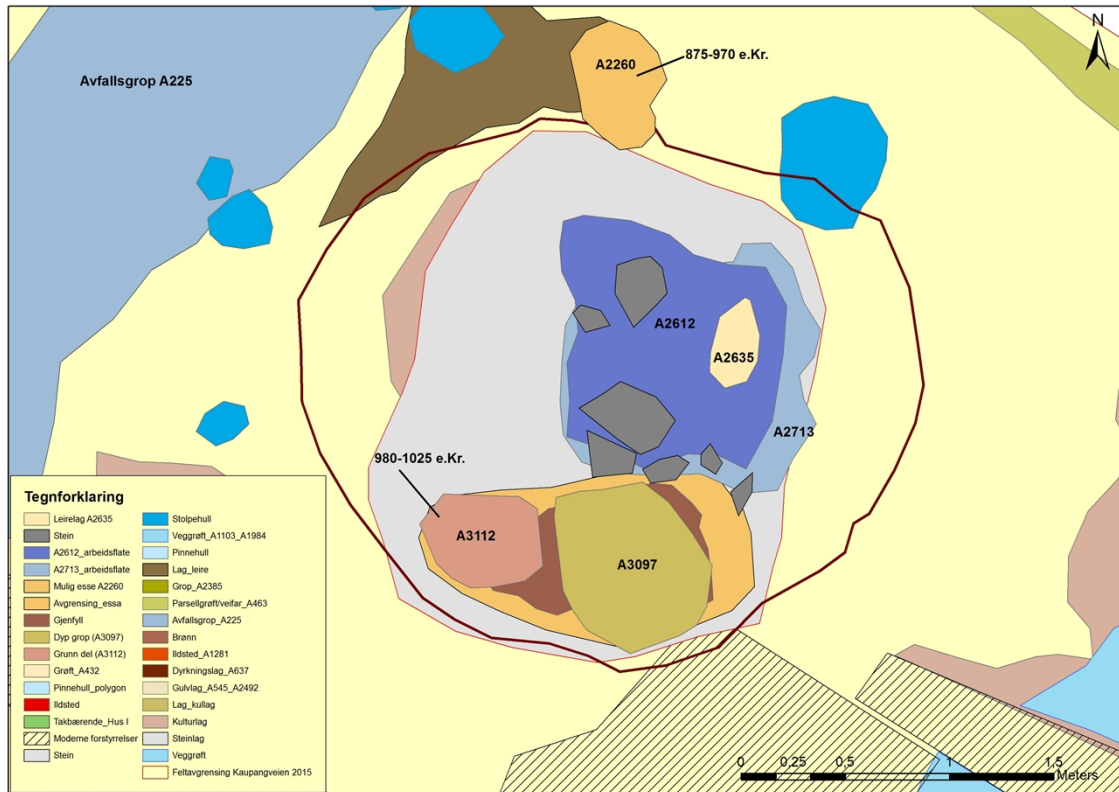 N
A2260
875-970 e.Kr.
Avfallsgrop A225
A2612
A2635
A2713
980-1025 e.Kr.
A3112
A3097
Tegnforklaring
Leirelag A2635
Stein
A2612_arbeidsflate
A2713_arbeidsflate
Mulig esse A2260
Avgrensing_essa
Gjenfyll
Dyp grop (A3097)
Grunn del (A3112)
Grøft_A432
Pinnehull_polygon
Ildsted
Takbærende_Hus I
Moderne forstyrrelser
Stein
Stolpehull
Veggrøft_A1103_A1984
Pinnehull
Lag_leire
Grop_A2385
Parsellgrøft/veifar_A463
Avfallsgrop_A225
Brønn
Ildsted_A1281
Dyrkningslag_A637
Gulvlag_A545_A2492
Lag_kullag
Kulturlag
Steinlag
Veggrøft
Feltavgrensing Kaupangveien 2015
0 0,25 0,5 1 1,5
Meters